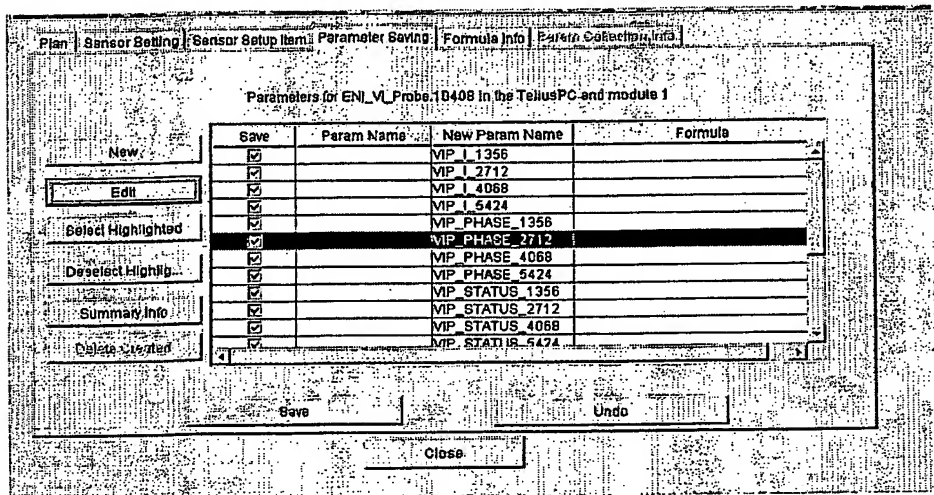 Plan Sensor Setting Sensor Setup Item Parameter Saving Formula Info Param Collection Info
Parameters for ENI_VI_Probe.10408 in the TeliusPC and module 1
Save Param Name New Param Name Formula
New
VIP_I_1356
VIP_I_2712
Edit
VIP_I_4068
VIP_I_5424
Select Highlighted
VIP_PHASE_1356
VIP_PHASE_2712
VIP_PHASE_4068
Deselect Highlig...
VIP_PHASE_5424
VIP_STATUS_1356
Summary Info
VIP_STATUS_2712
VIP_STATUS_4068
Delete Created
VIP_STATUS_5424
Save Undo
Close